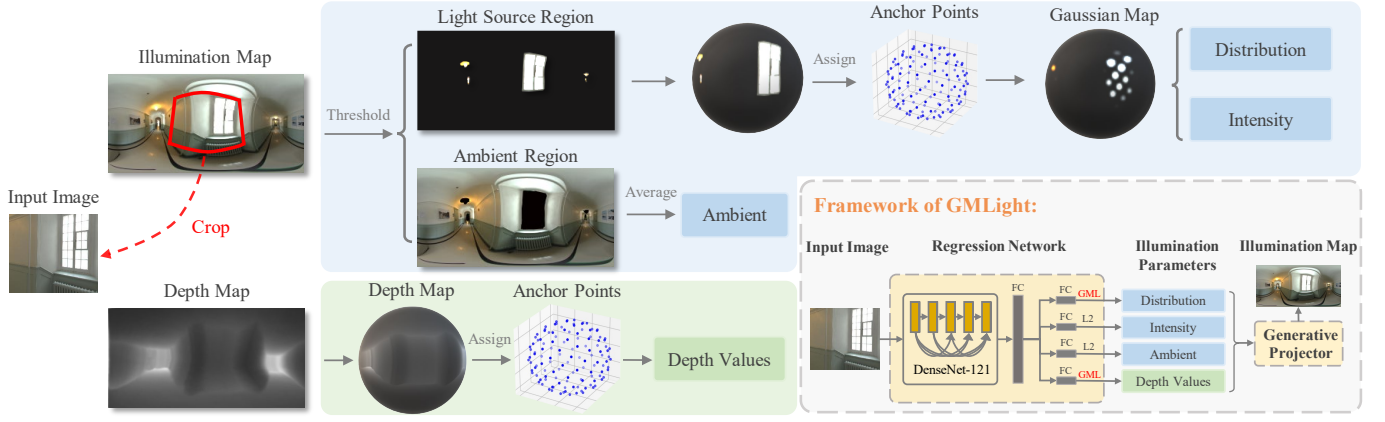 Illumination Map
Input Image
Crop
Depth Map
Threshold
Light Source Region
Ambient Region
Average
Ambient
Assign
Anchor Points
Gaussian Map
Distribution
Intensity
Depth Map
Assign
Anchor Points
Depth Values
Framework of GMLight:
Input Image
Regression Network
Illumination
Parameters
Illumination Map
DenseNet-121
FC
FC
GML
FC
L2
FC
L2
FC
GML
Distribution
Intensity
Ambient
Depth Values
Generative
Projector